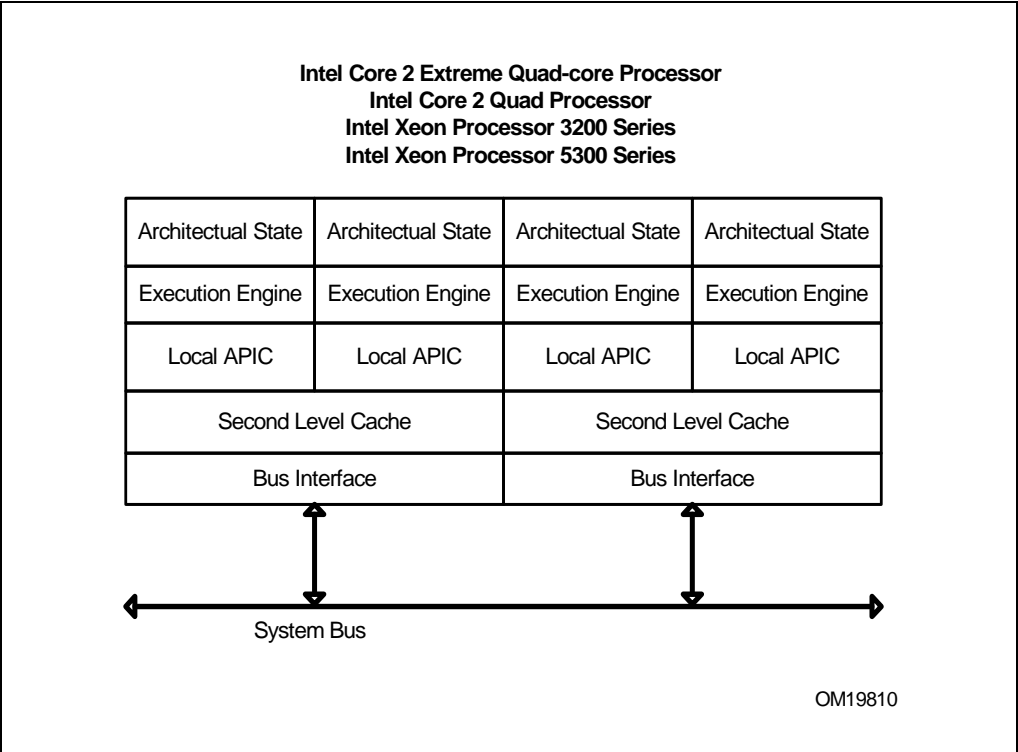 Intel Core 2 Extreme Quad-core Processor
Intel Core 2 Quad Processor
Intel Xeon Processor 3200 Series
Intel Xeon Processor 5300 Series
Architectual State Architectual State Architectual State Architectual State
Execution Engine Execution Engine Execution Engine Execution Engine
Local APIC Local APIC Local APIC Local APIC
Second Level Cache Second Level Cache
Bus Interface Bus Interface
System Bus
OM19810